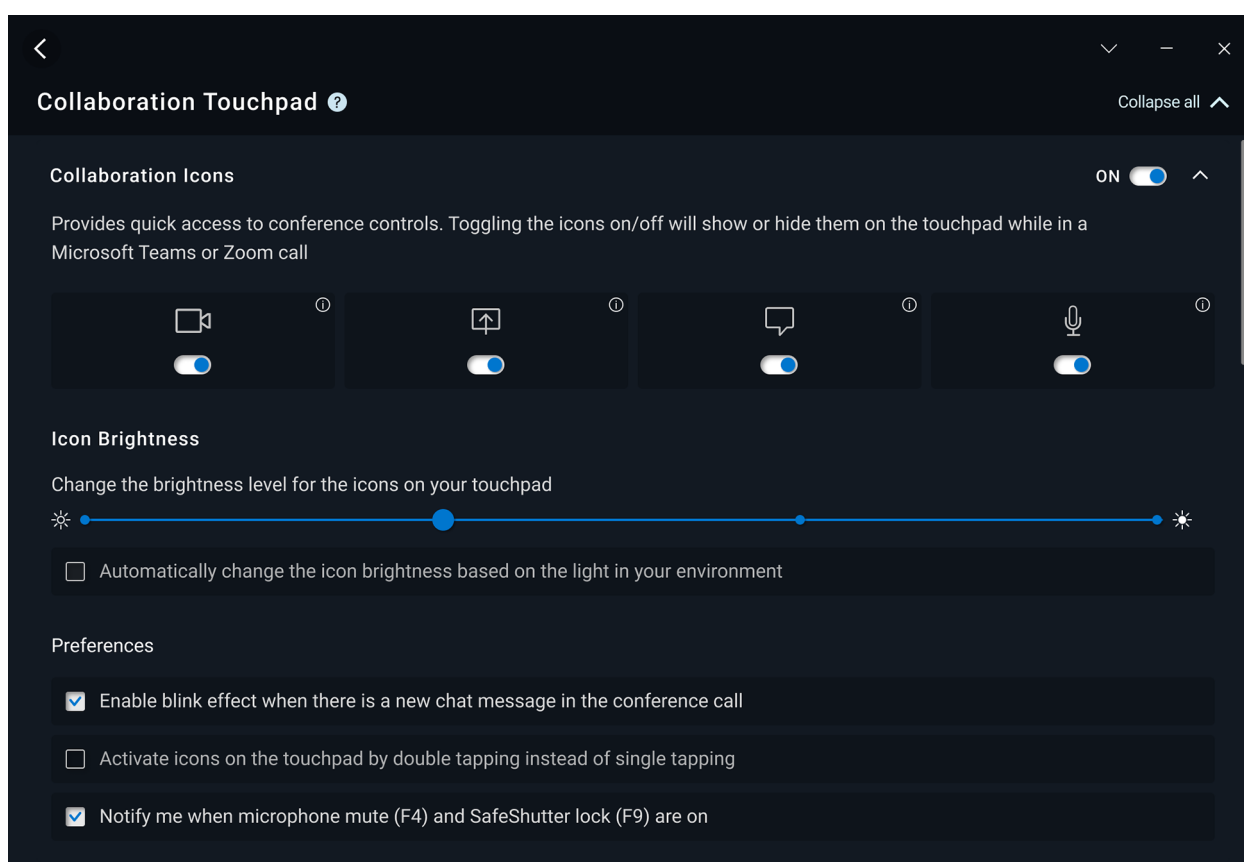 Collaboration Touchpad ?
Collapse all
Collaboration Icons
ON
Provides quick access to conference controls. Toggling the icons on/off will show or hide them on the touchpad while in a
Microsoft Teams or Zoom call
Icon Brightness
Change the brightness level for the icons on your touchpad
Automatically change the icon brightness based on the light in your environment
Preferences
Enable blink effect when there is a new chat message in the conference call
Activate icons on the touchpad by double tapping instead of single tapping
Notify me when microphone mute (F4) and SafeShutter lock (F9) are on